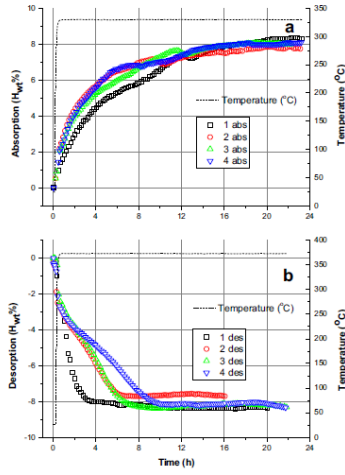 a
10
8
6
4
2
0
Absorption (Hwt%)
350
300
250
200
150
100
50
0
Temperature (°C)
Temperature (°C)
1 abs
2 abs
3 abs
4 abs
0 4 8 12 16 20 24
b
0
-2
-4
-6
-8
-10
Desorption (Hwt%)
400
350
300
250
200
150
100
50
0
Temperature (°C)
Temperature (°C)
1 des
2 des
3 des
4 des
0 4 8 12 16 20 24
Time (h)